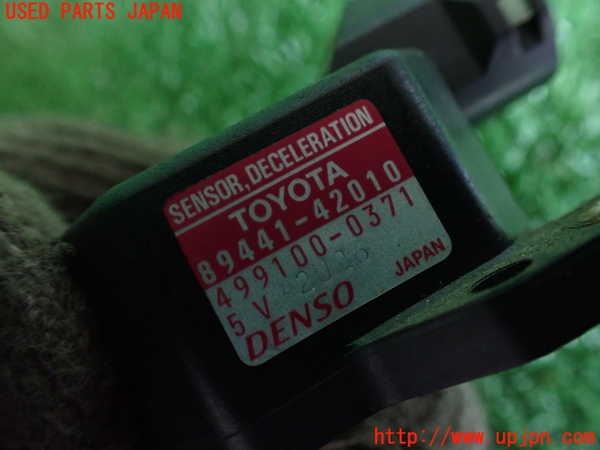 USED PARTS JAPAN
SENSOR, DECELERATION
TOYOTA
89441-42010
499100-0371
5V
DENSO
JAPAN
http://www.upjpn.com/